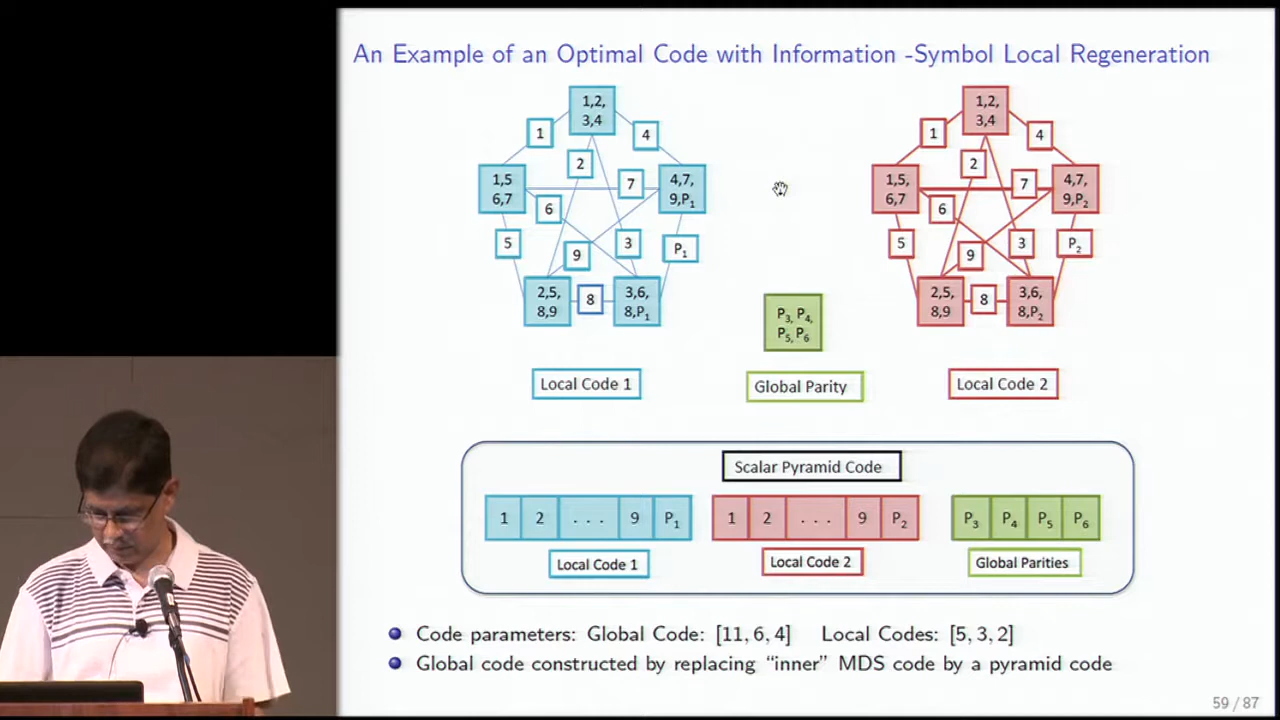 An Example of an Optimal Code with Information -Symbol Local Regeneration
1,2,
3,4
1
4
2
1,5
6,7
7
4,7,
9,P₁
6
5
3
P₁
9
2,5,
8,9
8
3,6,
8,P₁
Local Code 1
P₃, P₄,
P₅, P₆
Global Parity
1,2,
3,4
1
4
2
1,5,
6,7
7
4,7,
9,P₂
6
5
3
P₂
9
2,5,
8,9
8
3,6,
8,P₂
Local Code 2
Scalar Pyramid Code
1 2 . . . 9 P₁
1 2 . . . 9 P₂
P₃ P₄ P₅ P₆
Local Code 1
Local Code 2
Global Parities
Code parameters: Global Code: [11, 6, 4] Local Codes: [5, 3, 2]
Global code constructed by replacing “inner” MDS code by a pyramid code
59 / 87